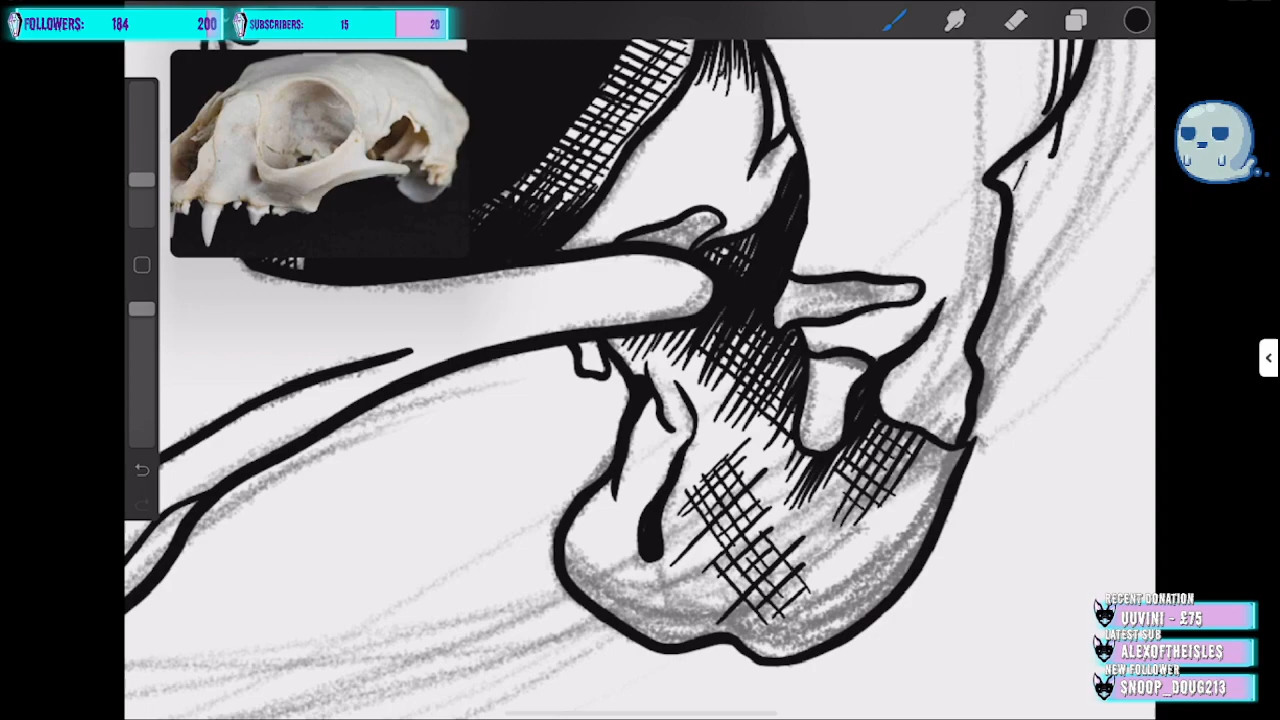 FOLLOWERS: 184 200
SUBSCRIBERS: 15 20
RECENT DONATION
UUVINI - £75
LATEST SUB
ALEXOFTHEISLES
NEW FOLLOWER
SNOOP_DOUG213